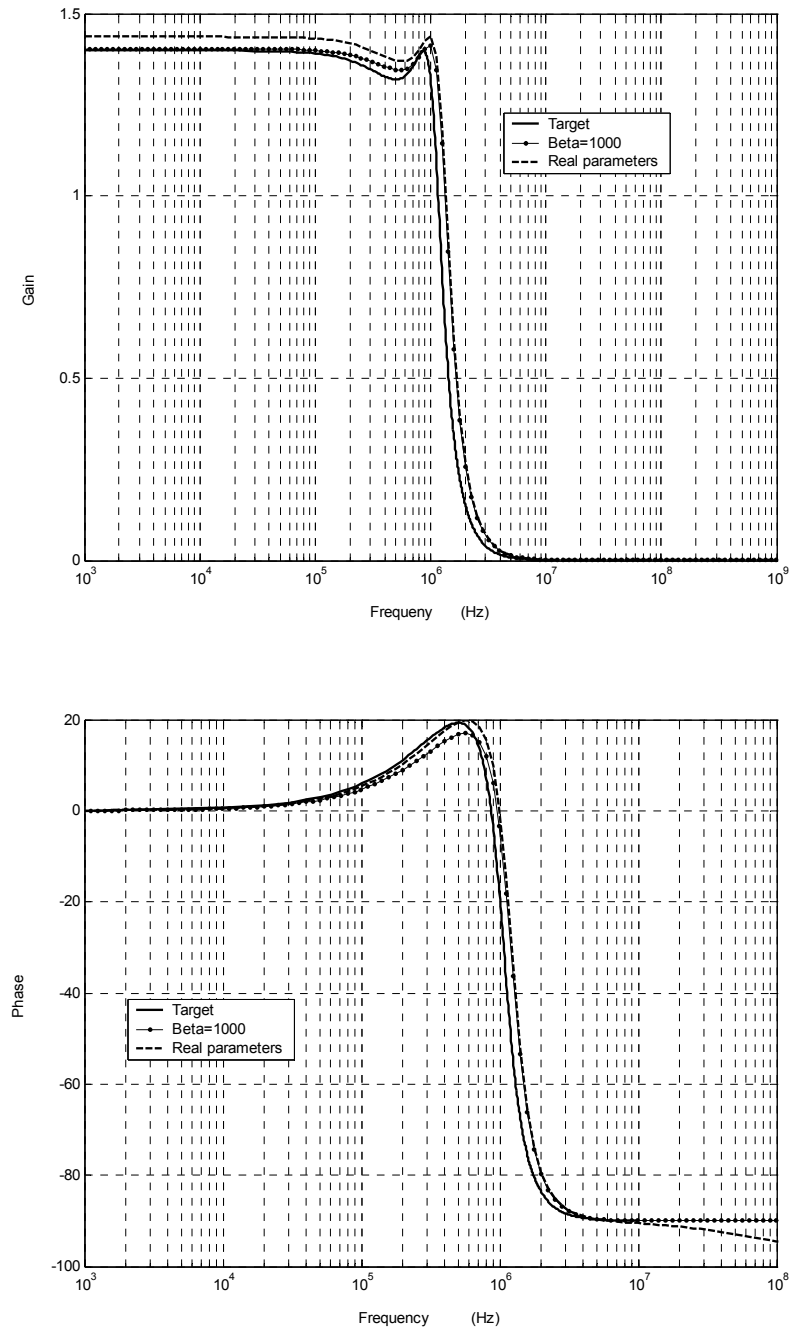 1.5
1
0.5
0
Gain
Target
Beta=1000
Real parameters
10^3
10^4
10^5
10^6
10^7
10^8
10^9
Frequeny (Hz)
20
0
-20
-40
-60
-80
-100
Phase
Target
Beta=1000
Real parameters
10^3
10^4
10^5
10^6
10^7
10^8
Frequency (Hz)